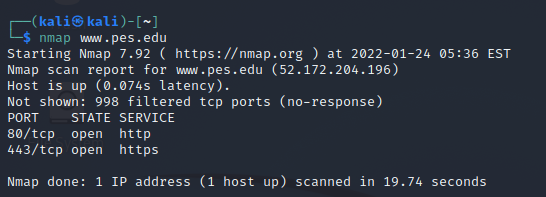 ┌──(kali㉿kali)-[~]
└─$ nmap www.pes.edu
Starting Nmap 7.92 ( https://nmap.org ) at 2022-01-24 05:36 EST
Nmap scan report for www.pes.edu (52.172.204.196)
Host is up (0.074s latency).
Not shown: 998 filtered tcp ports (no-response)
PORT    STATE SERVICE
80/tcp  open  http
443/tcp open  https
Nmap done: 1 IP address (1 host up) scanned in 19.74 seconds